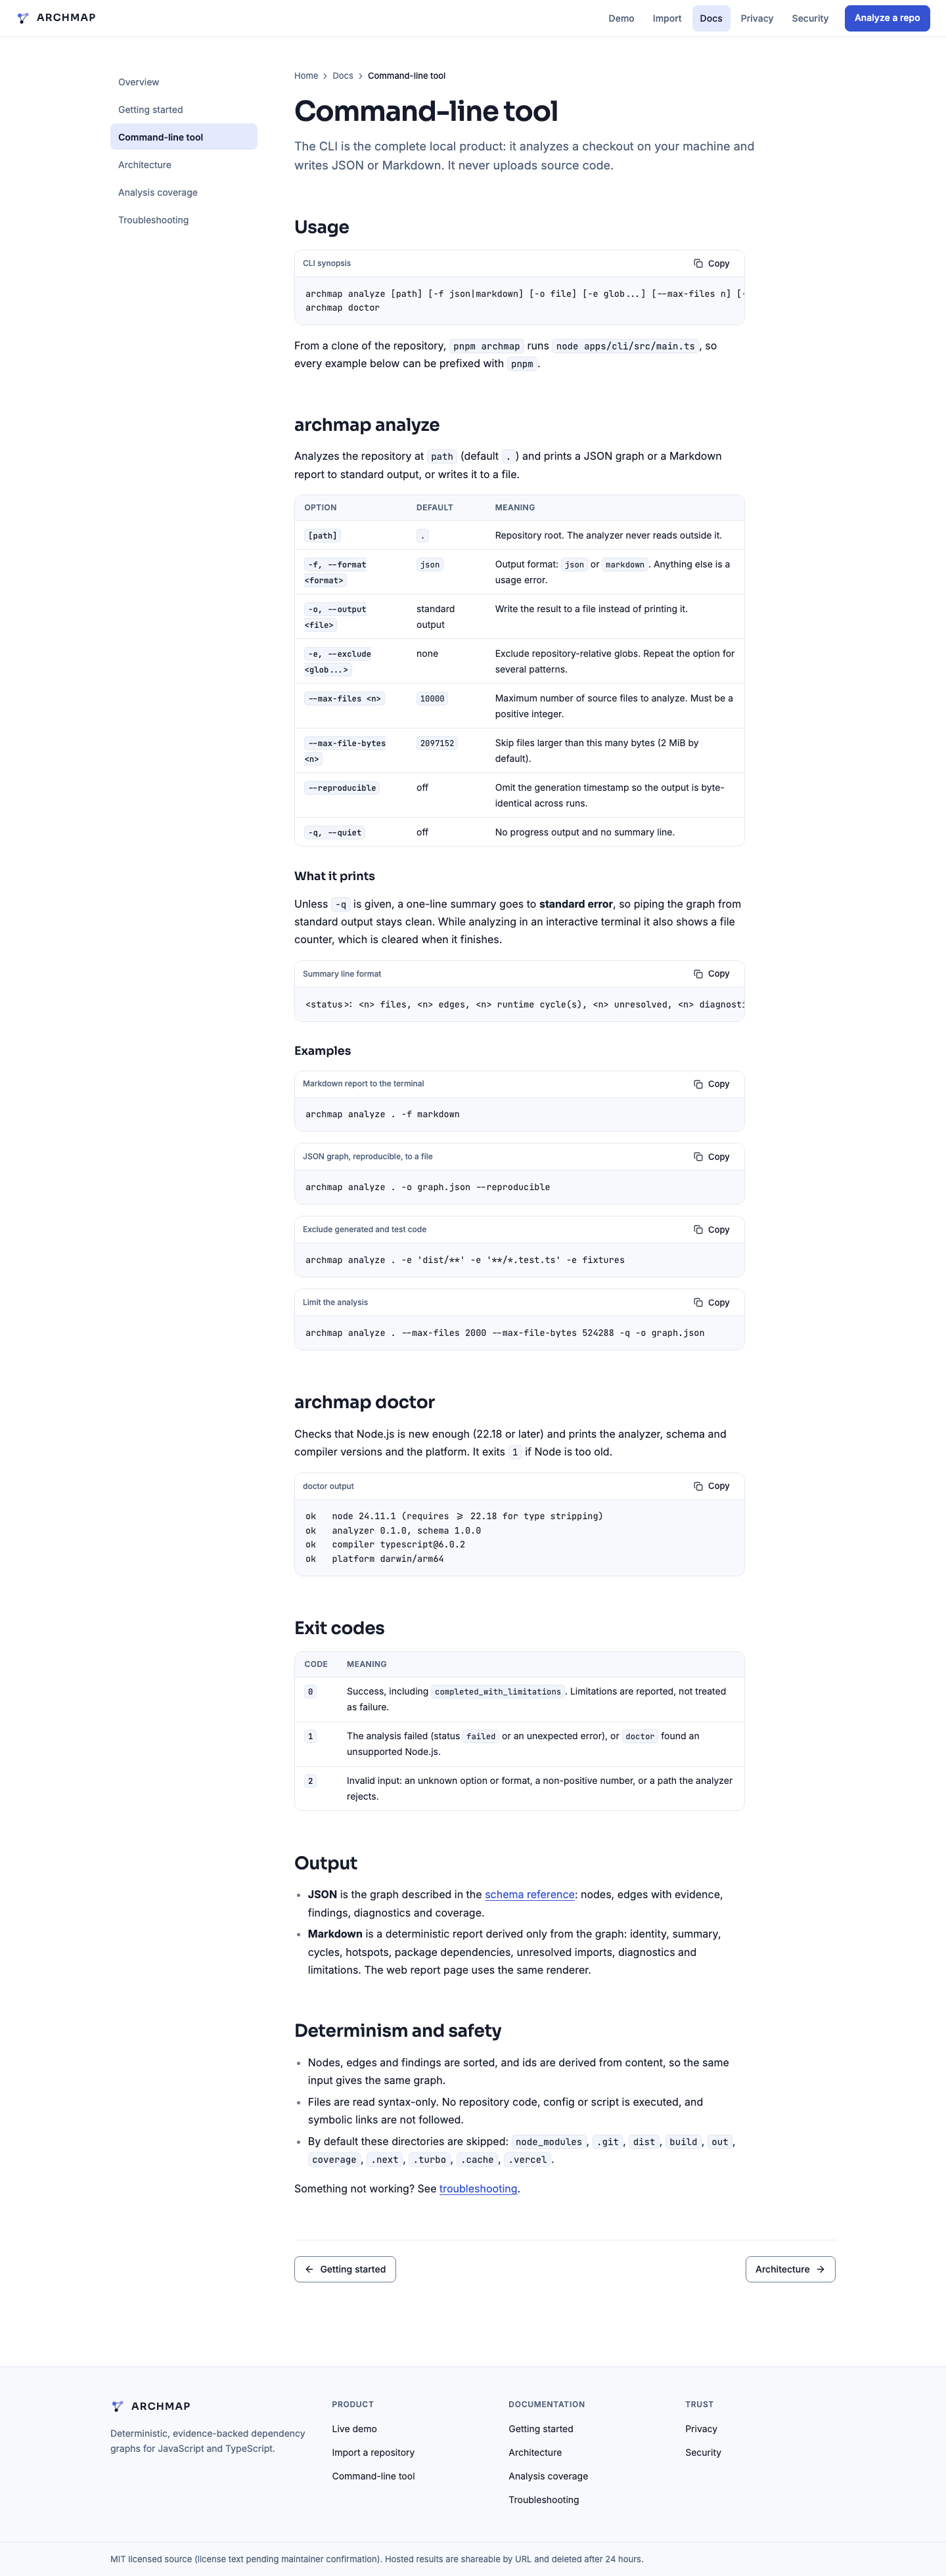 ARCHMAP
Demo Import Docs Privacy Security Analyze a repo
Overview
Getting started
Command-line tool
Architecture
Analysis coverage
Troubleshooting
Home > Docs > Command-line tool
Command-line tool
The CLI is the complete local product: it analyzes a checkout on your machine and
writes JSON or Markdown. It never uploads source code.
Usage
CLI synopsis Copy
archmap analyze [path] [-f json|markdown] [-o file] [-e glob...] [--max-files n] [-
archmap doctor
From a clone of the repository, pnpm archmap runs node apps/cli/src/main.ts, so
every example below can be prefixed with pnpm.
archmap analyze
Analyzes the repository at path (default .) and prints a JSON graph or a Markdown
report to standard output, or writes it to a file.
OPTION DEFAULT MEANING
[path] . Repository root. The analyzer never reads outside it.
-f, --format json Output format: json or markdown. Anything else is a
<format> usage error.
-o, --output standard Write the result to a file instead of printing it.
<file> output
-e, --exclude none Exclude repository-relative globs. Repeat the option for
<glob...> several patterns.
--max-files <n> 10000 Maximum number of source files to analyze. Must be a
positive integer.
--max-file-bytes 2097152 Skip files larger than this many bytes (2 MiB by
<n> default).
--reproducible off Omit the generation timestamp so the output is byte-
identical across runs.
-q, --quiet off No progress output and no summary line.
What it prints
Unless -q is given, a one-line summary goes to standard error, so piping the graph from
standard output stays clean. While analyzing in an interactive terminal it also shows a file
counter, which is cleared when it finishes.
Summary line format Copy
<status>: <n> files, <n> edges, <n> runtime cycle(s), <n> unresolved, <n> diagnosti
Examples
Markdown report to the terminal Copy
archmap analyze . -f markdown
JSON graph, reproducible, to a file Copy
archmap analyze . -o graph.json --reproducible
Exclude generated and test code Copy
archmap analyze . -e 'dist/**' -e '**/*.test.ts' -e fixtures
Limit the analysis Copy
archmap analyze . --max-files 2000 --max-file-bytes 524288 -q -o graph.json
archmap doctor
Checks that Node.js is new enough (22.18 or later) and prints the analyzer, schema and
compiler versions and the platform. It exits 1 if Node is too old.
doctor output Copy
ok node 24.11.1 (requires >= 22.18 for type stripping)
ok analyzer 0.1.0, schema 1.0.0
ok compiler typescript@6.0.2
ok platform darwin/arm64
Exit codes
CODE MEANING
0 Success, including completed_with_limitations. Limitations are reported, not treated
as failure.
1 The analysis failed (status failed or an unexpected error), or doctor found an
unsupported Node.js.
2 Invalid input: an unknown option or format, a non-positive number, or a path the analyzer
rejects.
Output
• JSON is the graph described in the schema reference: nodes, edges with evidence,
findings, diagnostics and coverage.
• Markdown is a deterministic report derived only from the graph: identity, summary,
cycles, hotspots, package dependencies, unresolved imports, diagnostics and
limitations. The web report page uses the same renderer.
Determinism and safety
• Nodes, edges and findings are sorted, and ids are derived from content, so the same
input gives the same graph.
• Files are read syntax-only. No repository code, config or script is executed, and
symbolic links are not followed.
• By default these directories are skipped: node_modules, .git, dist, build, out,
coverage, .next, .turbo, .cache, .vercel.
Something not working? See troubleshooting.
← Getting started Architecture →
ARCHMAP
Deterministic, evidence-backed dependency
graphs for JavaScript and TypeScript.
PRODUCT
Live demo
Import a repository
Command-line tool
DOCUMENTATION
Getting started
Architecture
Analysis coverage
Troubleshooting
TRUST
Privacy
Security
MIT licensed source (license text pending maintainer confirmation). Hosted results are shareable by URL and deleted after 24 hours.